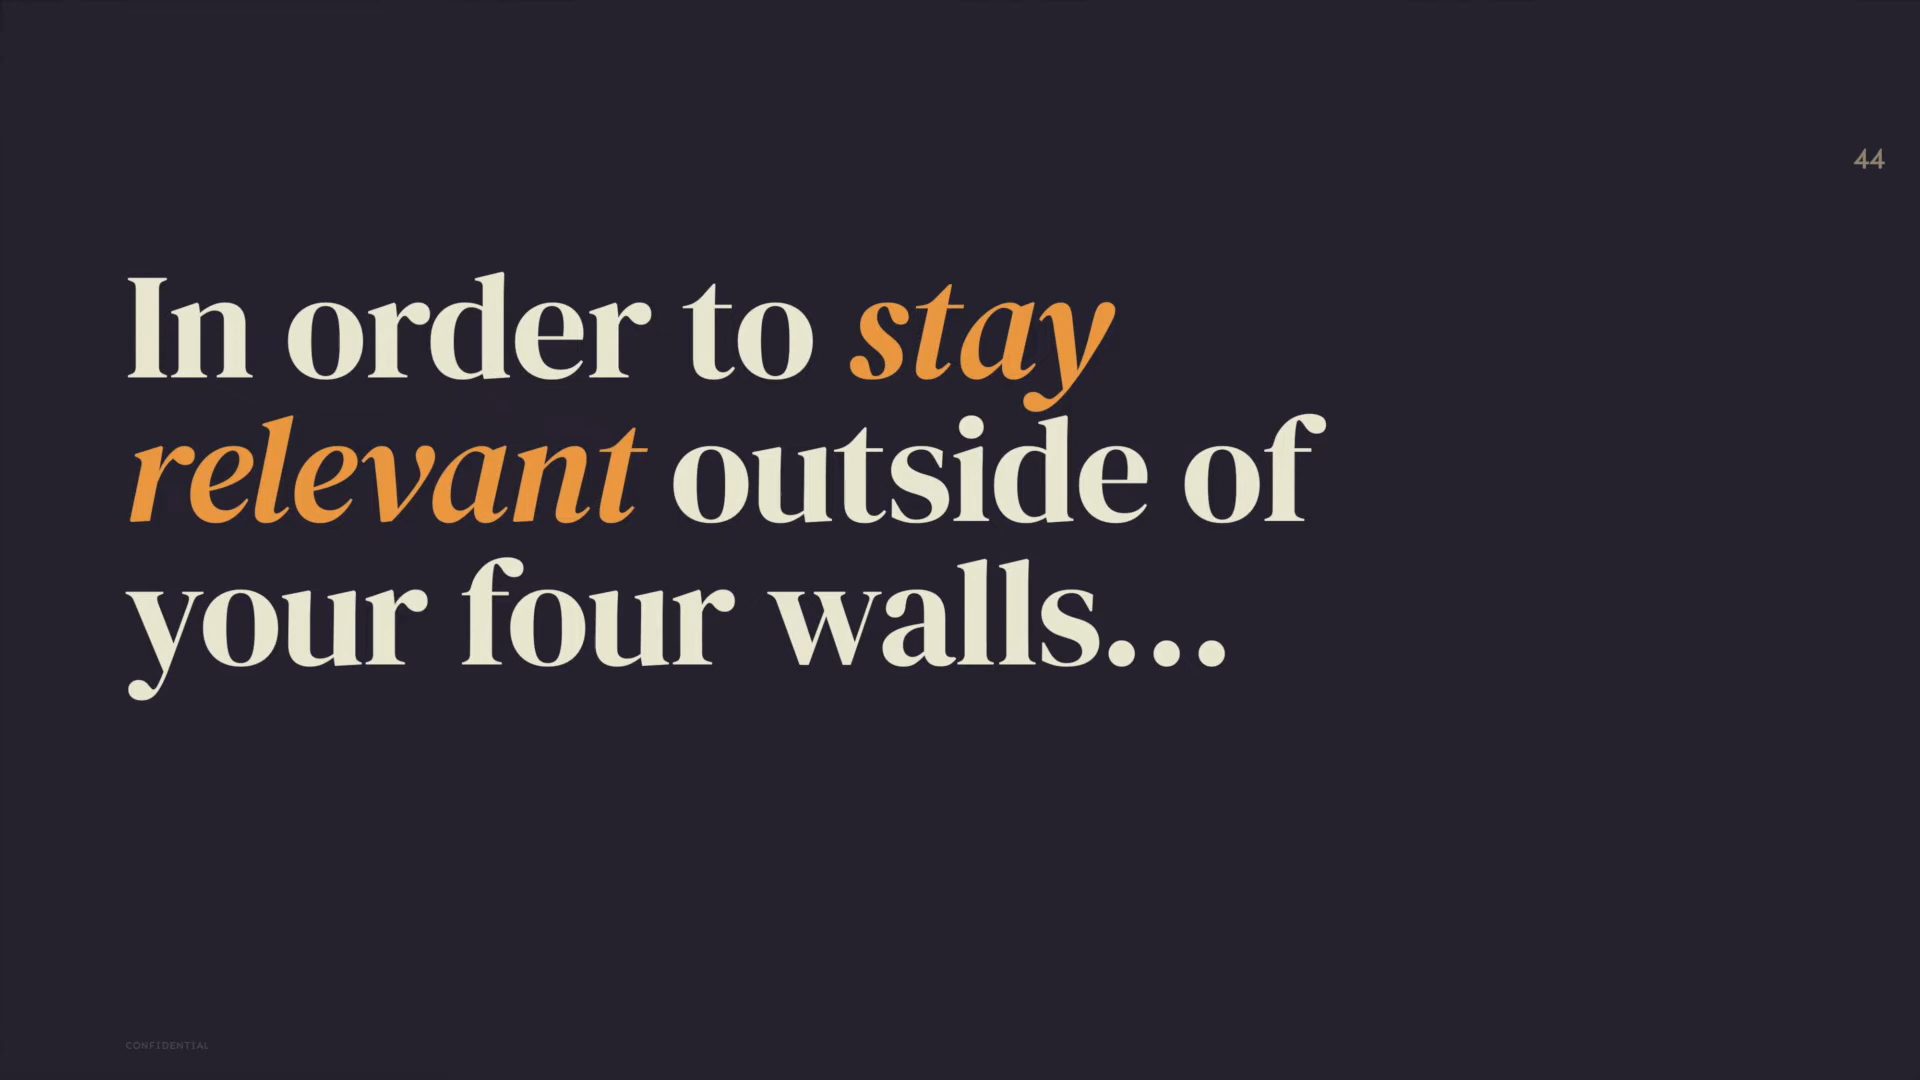 44
In order to stay
relevant outside of
your four walls...
CONFIDENTIAL